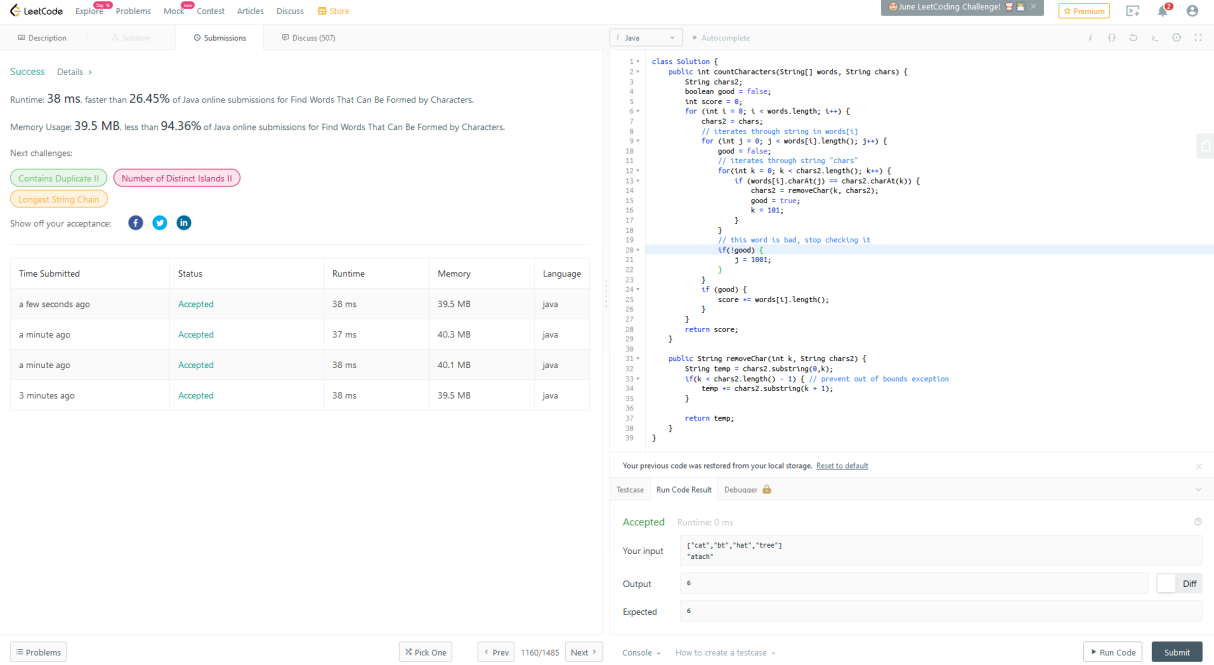 LeetCode Explore Day 18 Problems Mock New Contest Articles Discuss Store June LeetCoding Challenge! × Premium 2
Description Solution Submissions Discuss (507)
Success Details >
Runtime: 38 ms, faster than 26.45% of Java online submissions for Find Words That Can Be Formed by Characters.
Memory Usage: 39.5 MB, less than 94.36% of Java online submissions for Find Words That Can Be Formed by Characters.
Next challenges:
Contains Duplicate II Number of Distinct Islands II
Longest String Chain
Show off your acceptance:
Time Submitted Status Runtime Memory Language
a few seconds ago Accepted 38 ms 39.5 MB java
a minute ago Accepted 37 ms 40.3 MB java
a minute ago Accepted 38 ms 40.1 MB java
3 minutes ago Accepted 38 ms 39.5 MB java
Problems Pick One < Prev 1160/1485 Next >
i Java Autocomplete
1 class Solution {
2 public int countCharacters(String[] words, String chars) {
3 String chars2;
4 boolean good = false;
5 int score = 0;
6 for (int i = 0; i < words.length; i++) {
7 chars2 = chars;
8 // iterates through string in words[i]
9 for (int j = 0; j < words[i].length(); j++) {
10 good = false;
11 // iterates through string "chars"
12 for(int k = 0; k < chars2.length(); k++) {
13 if (words[i].charAt(j) == chars2.charAt(k)) {
14 chars2 = removeChar(k, chars2);
15 good = true;
16 k = 101;
17 }
18 }
19 // this word is bad, stop checking it
20 if(!good) {
21 j = 1001;
22 }
23 }
24 if (good) {
25 score += words[i].length();
26 }
27 }
28 return score;
29 }
30
31 public String removeChar(int k, String chars2) {
32 String temp = chars2.substring(0,k);
33 if(k < chars2.length() - 1) { // prevent out of bounds exception
34 temp += chars2.substring(k + 1);
35 }
36
37 return temp;
38 }
39 }
Your previous code was restored from your local storage. Reset to default ×
Testcase Run Code Result Debugger
Accepted Runtime: 0 ms
Your input ["cat","bt","hat","tree"]
"atach"
Output 6 Diff
Expected 6
Console How to create a testcase Run Code Submit